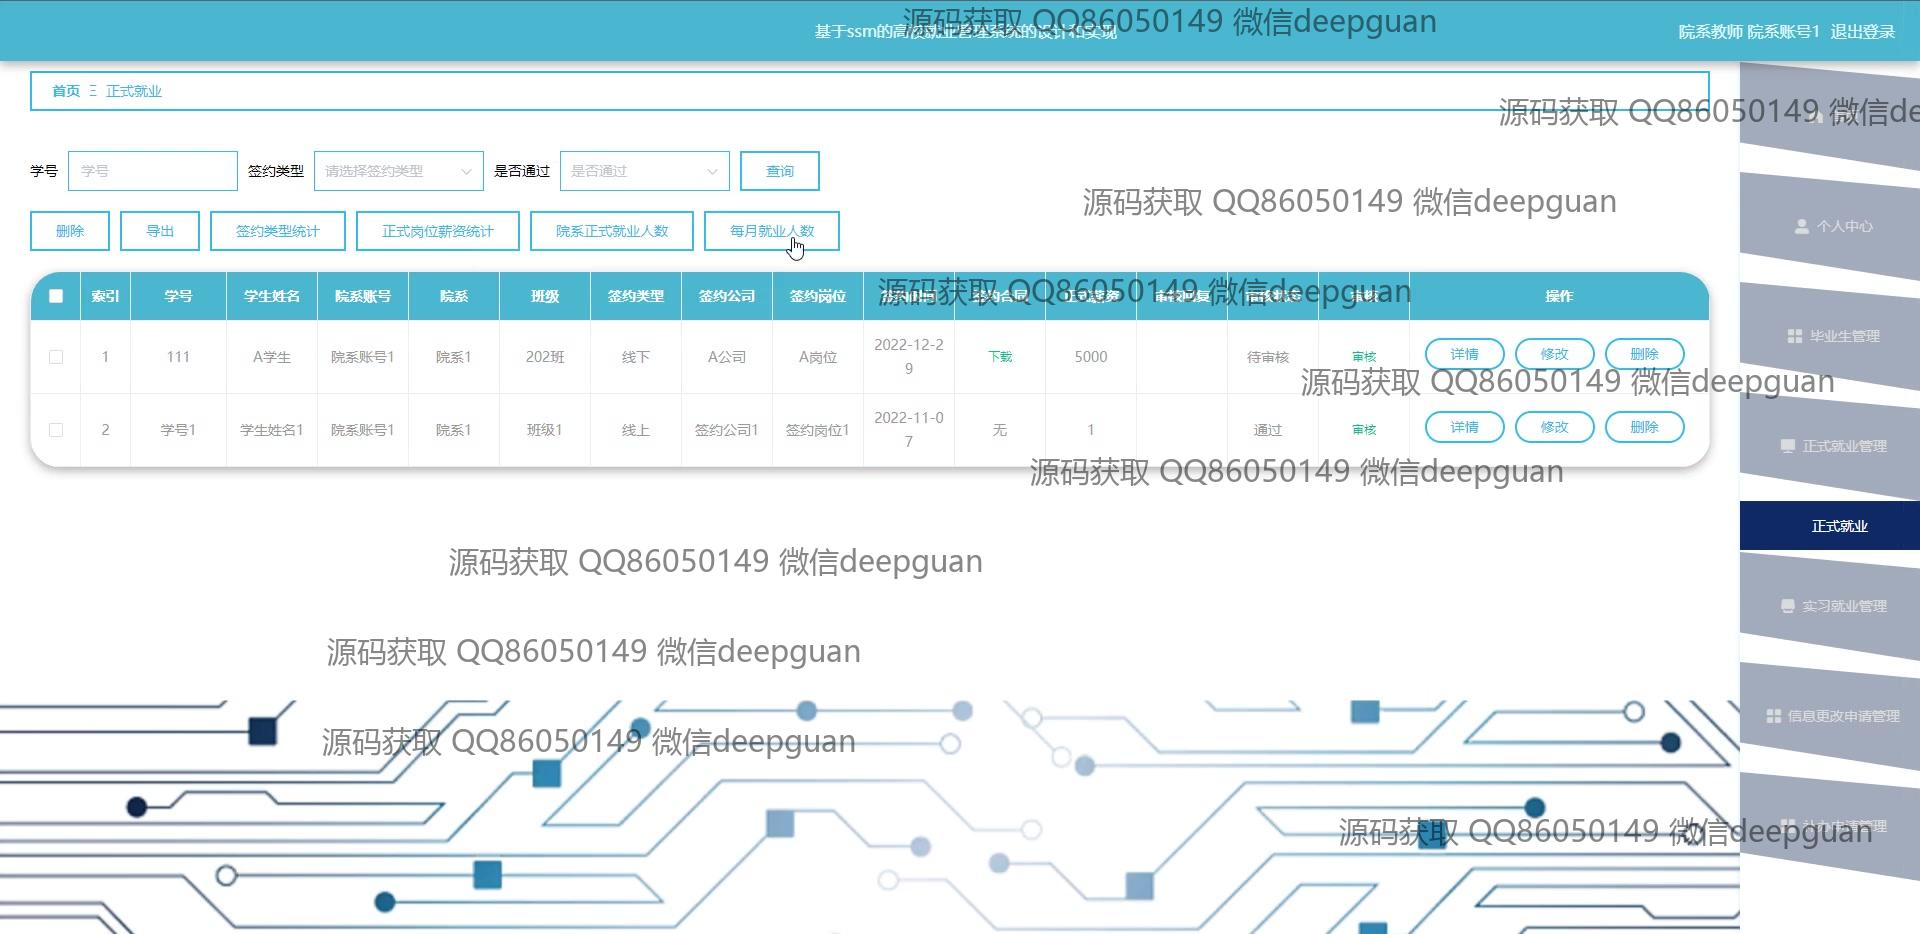 基于ssm的高校就业管理系统的设计和实现
源码获取 QQ86050149 微信deepguan
院系教师 院系账号1 退出登录
首页 正式就业
源码获取 QQ86050149 微信de
学号 学号 签约类型 请选择签约类型 是否通过 是否通过 查询
源码获取 QQ86050149 微信deepguan
个人中心
删除 导出 签约类型统计 正式岗位薪资统计 院系正式就业人数 每月就业人数
源码获取 QQ86050149 微信deepguan
索引 学号 学生姓名 院系账号 院系 班级 签约类型 签约公司 签约岗位 操作
毕业生管理
1 111 A学生 院系账号1 院系1 202班 线下 A公司 A岗位 2022-12-29 下载 5000 待审核 审核 详情 修改 删除
源码获取 QQ86050149 微信deepguan
2 学号1 学生姓名1 院系账号1 院系1 班级1 线上 签约公司1 签约岗位1 2022-11-07 无 1 通过 审核 详情 修改 删除
正式就业管理
源码获取 QQ86050149 微信deepguan
正式就业
源码获取 QQ86050149 微信deepguan
实习就业管理
源码获取 QQ86050149 微信deepguan
信息更改申请管理
源码获取 QQ86050149 微信deepguan
源码获取 QQ86050149 微信deepguan